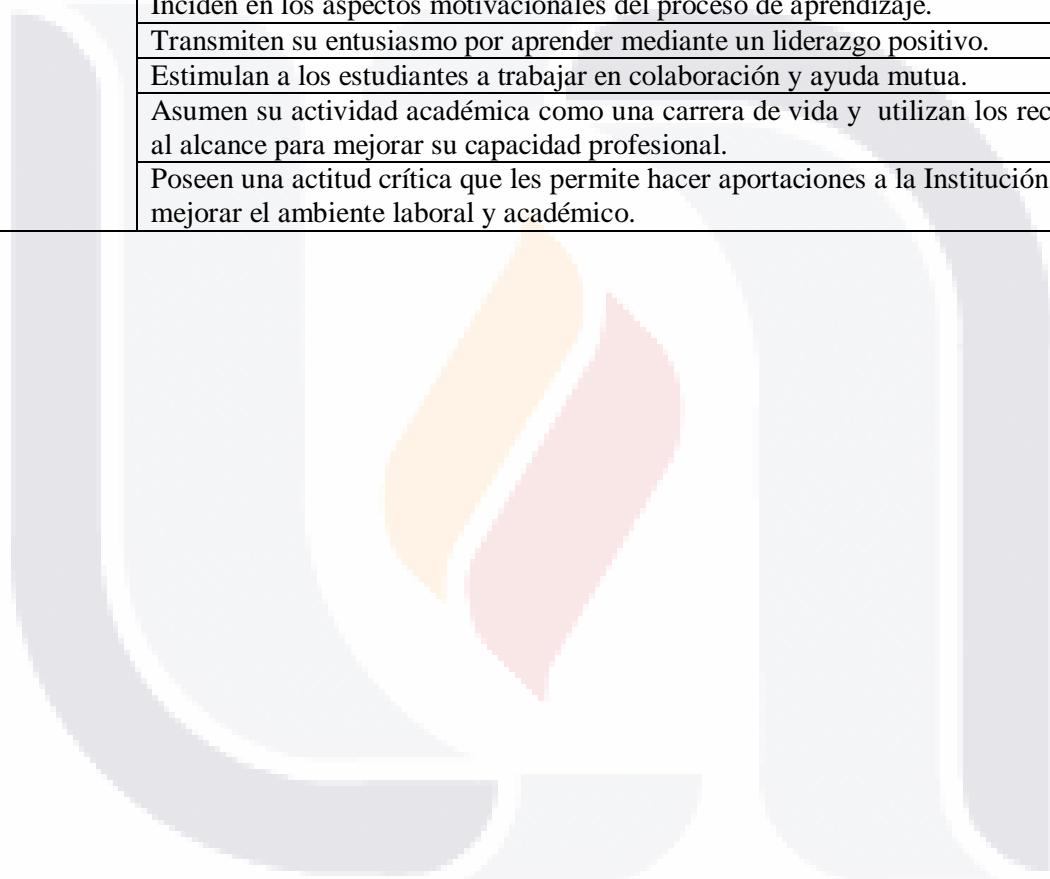 Inciden en los aspectos motivacionales del proceso de aprendizaje.
Transmiten su entusiasmo por aprender mediante un liderazgo positivo.
Estimulan a los estudiantes a trabajar en colaboración y ayuda mutua.
Asumen su actividad académica como una carrera de vida y utilizan los rec
al alcance para mejorar su capacidad profesional.
Poseen una actitud crítica que les permite hacer aportaciones a la Institución
mejorar el ambiente laboral y académico.